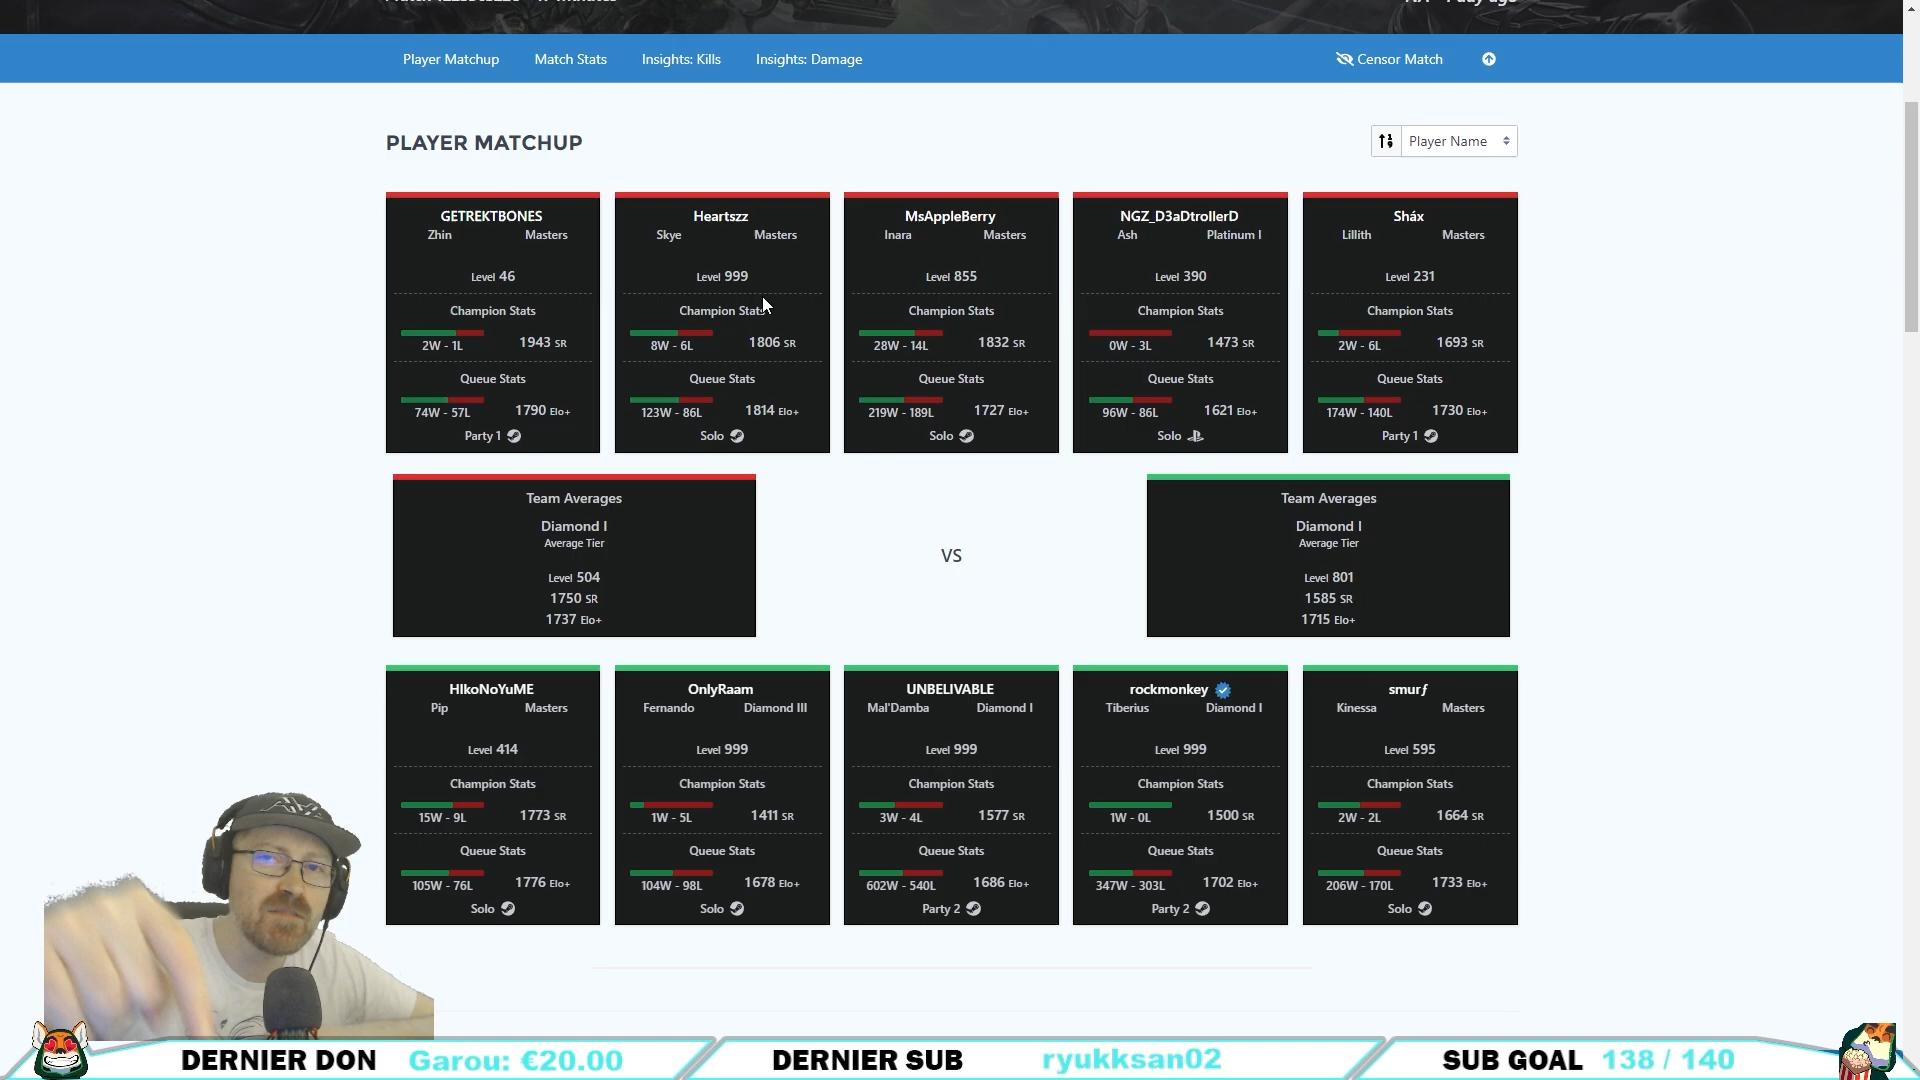 Player Matchup Match Stats Insights: Kills Insights: Damage Censor Match
PLAYER MATCHUP
Player Name
GETREKTBONES
Zhin Masters
Level 46
Champion Stats
2W - 1L 1943 SR
Queue Stats
74W - 57L 1790 Elo+
Party 1
Heartszz
Skye Masters
Level 999
Champion Stats
8W - 6L 1806 SR
Queue Stats
123W - 86L 1814 Elo+
Solo
MsAppleBerry
Inara Masters
Level 855
Champion Stats
28W - 14L 1832 SR
Queue Stats
219W - 189L 1727 Elo+
Solo
NGZ_D3aDtrollerD
Ash Platinum I
Level 390
Champion Stats
0W - 3L 1473 SR
Queue Stats
96W - 86L 1621 Elo+
Solo
Sháx
Lillith Masters
Level 231
Champion Stats
2W - 6L 1693 SR
Queue Stats
174W - 140L 1730 Elo+
Party 1
Team Averages
Diamond I
Average Tier
Level 504
1750 SR
1737 Elo+
VS
Team Averages
Diamond I
Average Tier
Level 801
1585 SR
1715 Elo+
HIkoNoYuME
Pip Masters
Level 414
Champion Stats
15W - 9L 1773 SR
Queue Stats
105W - 76L 1776 Elo+
Solo
OnlyRaam
Fernando Diamond III
Level 999
Champion Stats
1W - 5L 1411 SR
Queue Stats
104W - 98L 1678 Elo+
Solo
UNBELIVABLE
Mal'Damba Diamond I
Level 999
Champion Stats
3W - 4L 1577 SR
Queue Stats
602W - 540L 1686 Elo+
Party 2
rockmonkey
Tiberius Diamond I
Level 999
Champion Stats
1W - 0L 1500 SR
Queue Stats
347W - 303L 1702 Elo+
Party 2
smurƒ
Kinessa Masters
Level 595
Champion Stats
2W - 2L 1664 SR
Queue Stats
206W - 170L 1733 Elo+
Solo
DERNIER DON Garou: €20.00 DERNIER SUB ryukksan02 SUB GOAL 138 / 140